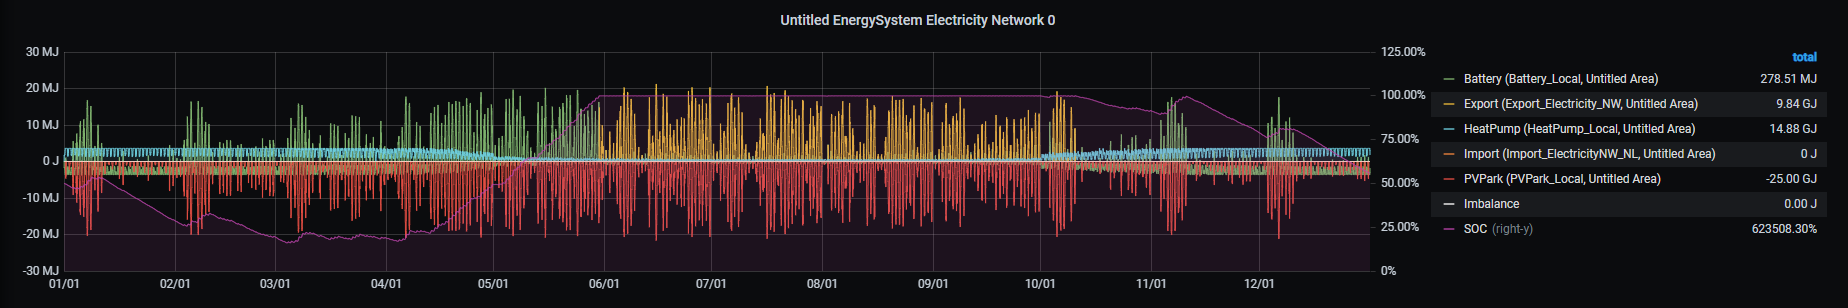 Untitled EnergySystem Electricity Network 0
30 MJ
20 MJ
10 MJ
0 J
-10 MJ
-20 MJ
-30 MJ
125.00%
100.00%
75.00%
50.00%
25.00%
0%
01/01 02/01 03/01 04/01 05/01 06/01 07/01 08/01 09/01 10/01 11/01 12/01
total
Battery (Battery_Local, Untitled Area) 278.51 MJ
Export (Export_Electricity_NW, Untitled Area) 9.84 GJ
HeatPump (HeatPump_Local, Untitled Area) 14.88 GJ
Import (Import_ElectricityNW_NL, Untitled Area) 0 J
PVPark (PVPark_Local, Untitled Area) -25.00 GJ
Imbalance 0.00 J
SOC (right-y) 623508.30%